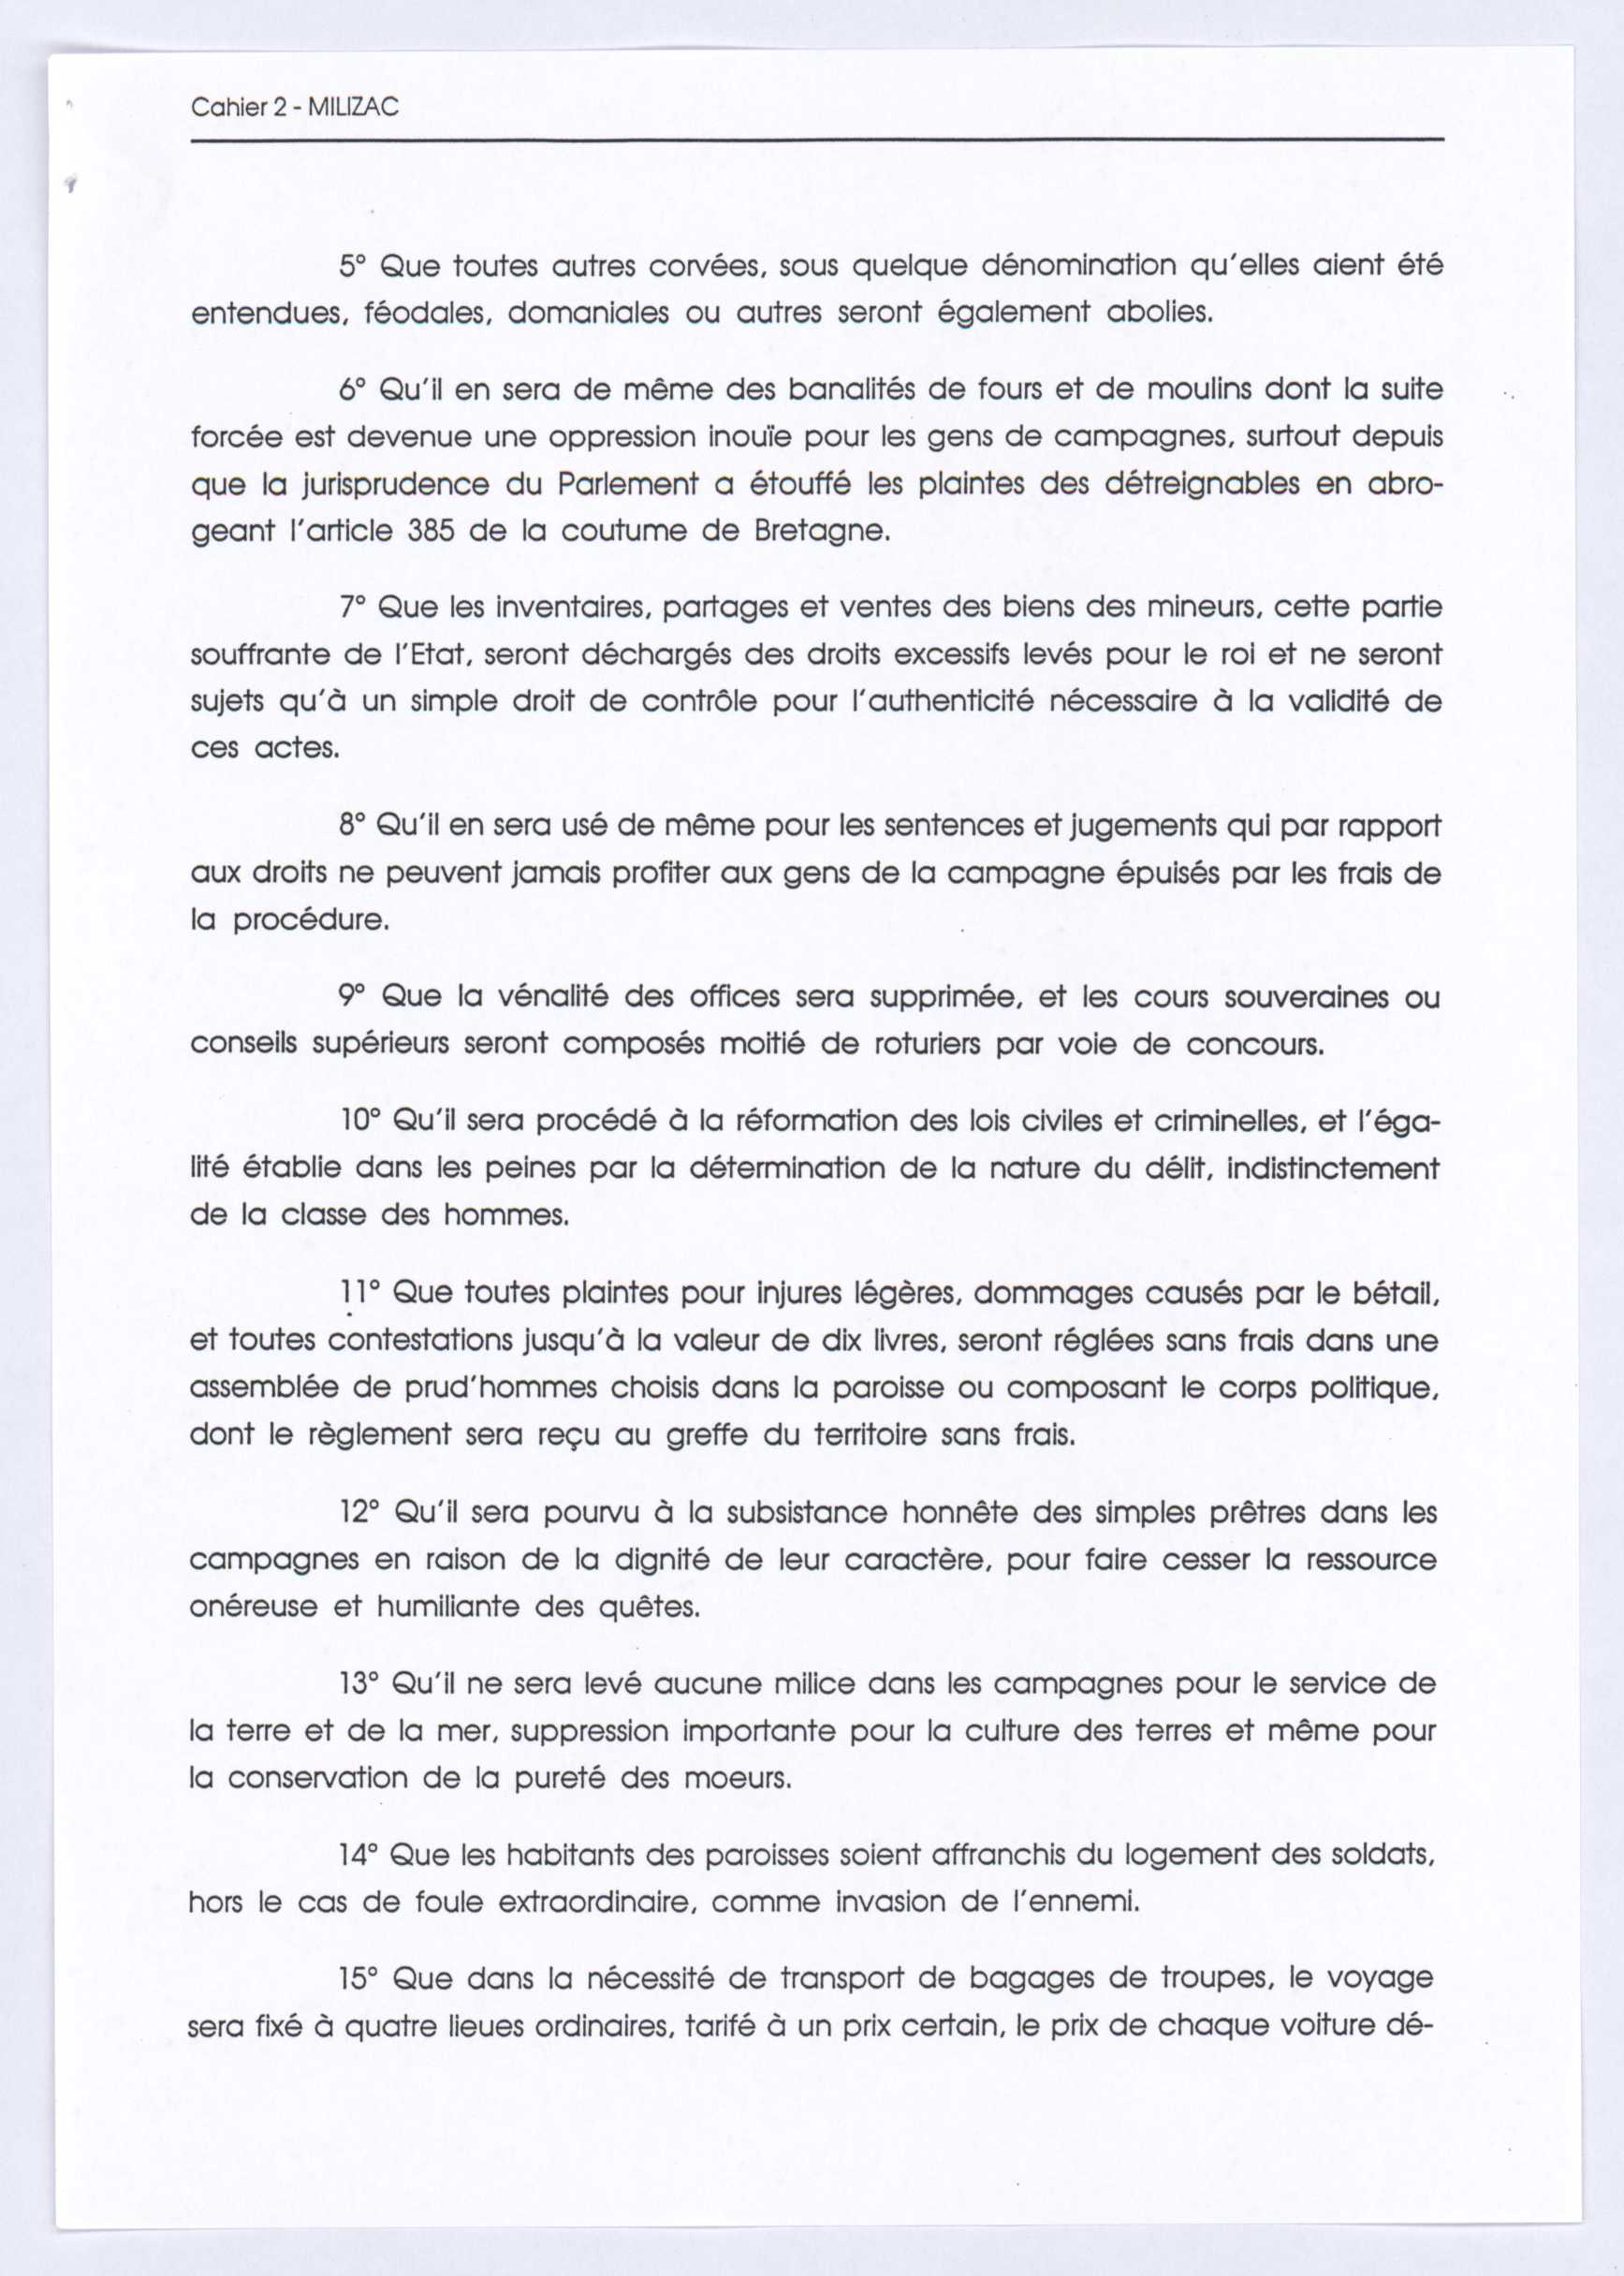 Cahier 2 - MILIZAC
5° Que toutes autres corvées, sous quelque dénomination qu'elles aient été
entendues, féodales, domaniales ou autres seront également abolies.
6° Qu'il en sera de même des banalités de fours et de moulins dont la suite
forcée est devenue une oppression inouïe pour les gens de campagnes, surtout depuis
que la jurisprudence du Parlement a étouffé les plaintes des détreignables en abro-
geant l'article 385 de la coutume de Bretagne.
7° Que les inventaires, partages et ventes des biens des mineurs, cette partie
souffrante de l'Etat, seront déchargés des droits excessifs levés pour le roi et ne seront
sujets qu'à un simple droit de contrôle pour l'authenticité nécessaire à la validité de
ces actes.
8° Qu'il en sera usé de même pour les sentences et jugements qui par rapport
aux droits ne peuvent jamais profiter aux gens de la campagne épuisés par les frais de
la procédure.
9° Que la vénalité des offices sera supprimée, et les cours souveraines ou
conseils supérieurs seront composés moitié de roturiers par voie de concours.
10° Qu'il sera procédé à la réformation des lois civiles et criminelles, et l'éga-
lité établie dans les peines par la détermination de la nature du délit, indistinctement
de la classe des hommes.
11° Que toutes plaintes pour injures légères, dommages causés par le bétail,
et toutes contestations jusqu'à la valeur de dix livres, seront réglées sans frais dans une
assemblée de prud'hommes choisis dans la paroisse ou composant le corps politique,
dont le règlement sera reçu au greffe du territoire sans frais.
12° Qu'il sera pourvu à la subsistance honnête des simples prêtres dans les
campagnes en raison de la dignité de leur caractère, pour faire cesser la ressource
onéreuse et humiliante des quêtes.
13° Qu'il ne sera levé aucune milice dans les campagnes pour le service de
la terre et de la mer, suppression importante pour la culture des terres et même pour
la conservation de la pureté des moeurs.
14° Que les habitants des paroisses soient affranchis du logement des soldats,
hors le cas de foule extraordinaire, comme invasion de l'ennemi.
15° Que dans la nécessité de transport de bagages de troupes, le voyage
sera fixé à quatre lieues ordinaires, tarifé à un prix certain, le prix de chaque voiture dé-